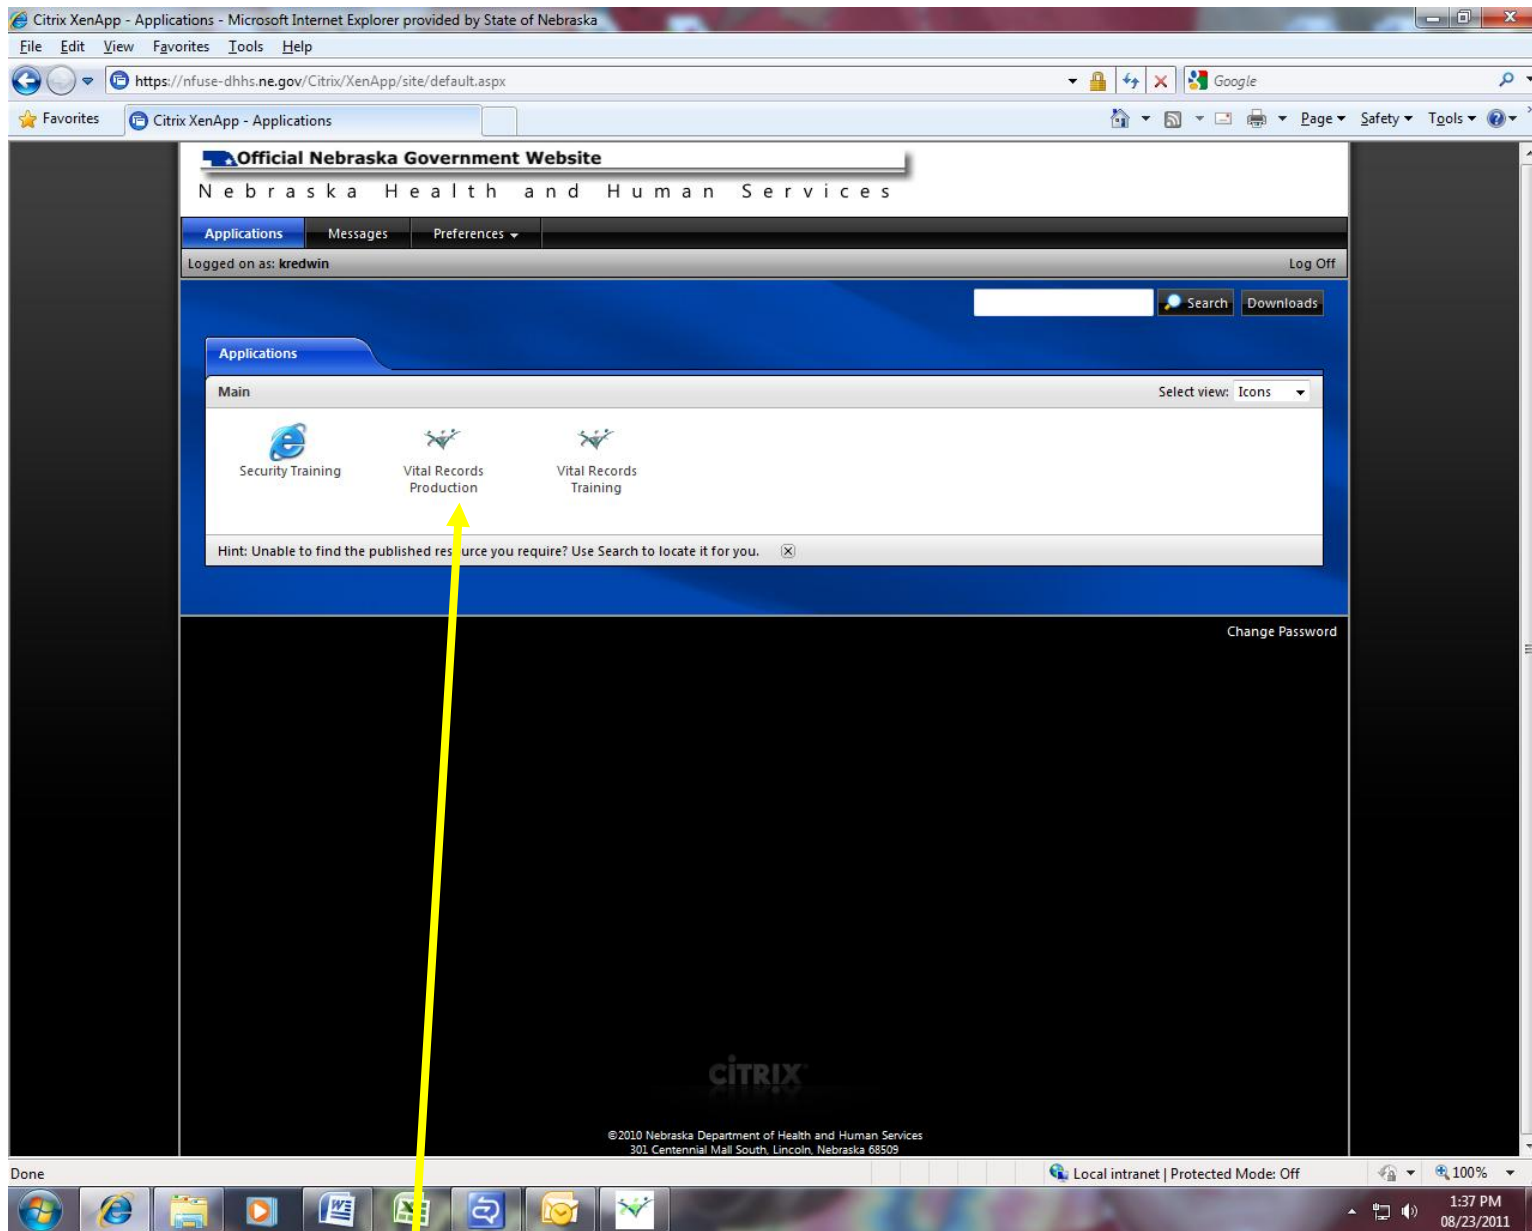 Citrix XenApp - Applications - Microsoft Internet Explorer provided by State of Nebraska
File Edit View Favorites Tools Help
https://nfuse-dhhs.ne.gov/Citrix/XenApp/site/default.aspx
Google
Favorites
Citrix XenApp - Applications
Page Safety Tools
Official Nebraska Government Website
Nebraska Health and Human Services
Applications Messages Preferences
Logged on as: kredwin
Log Off
Search Downloads
Applications
Main
Select view: Icons
Security Training
Vital Records
Production
Vital Records
Training
Hint: Unable to find the published resource you require? Use Search to locate it for you.
Change Password
CİTRIX
©2010 Nebraska Department of Health and Human Services
301 Centennial Mall South, Lincoln, Nebraska 68509
Done
Local intranet | Protected Mode: Off
100%
1:37 PM
08/23/2011